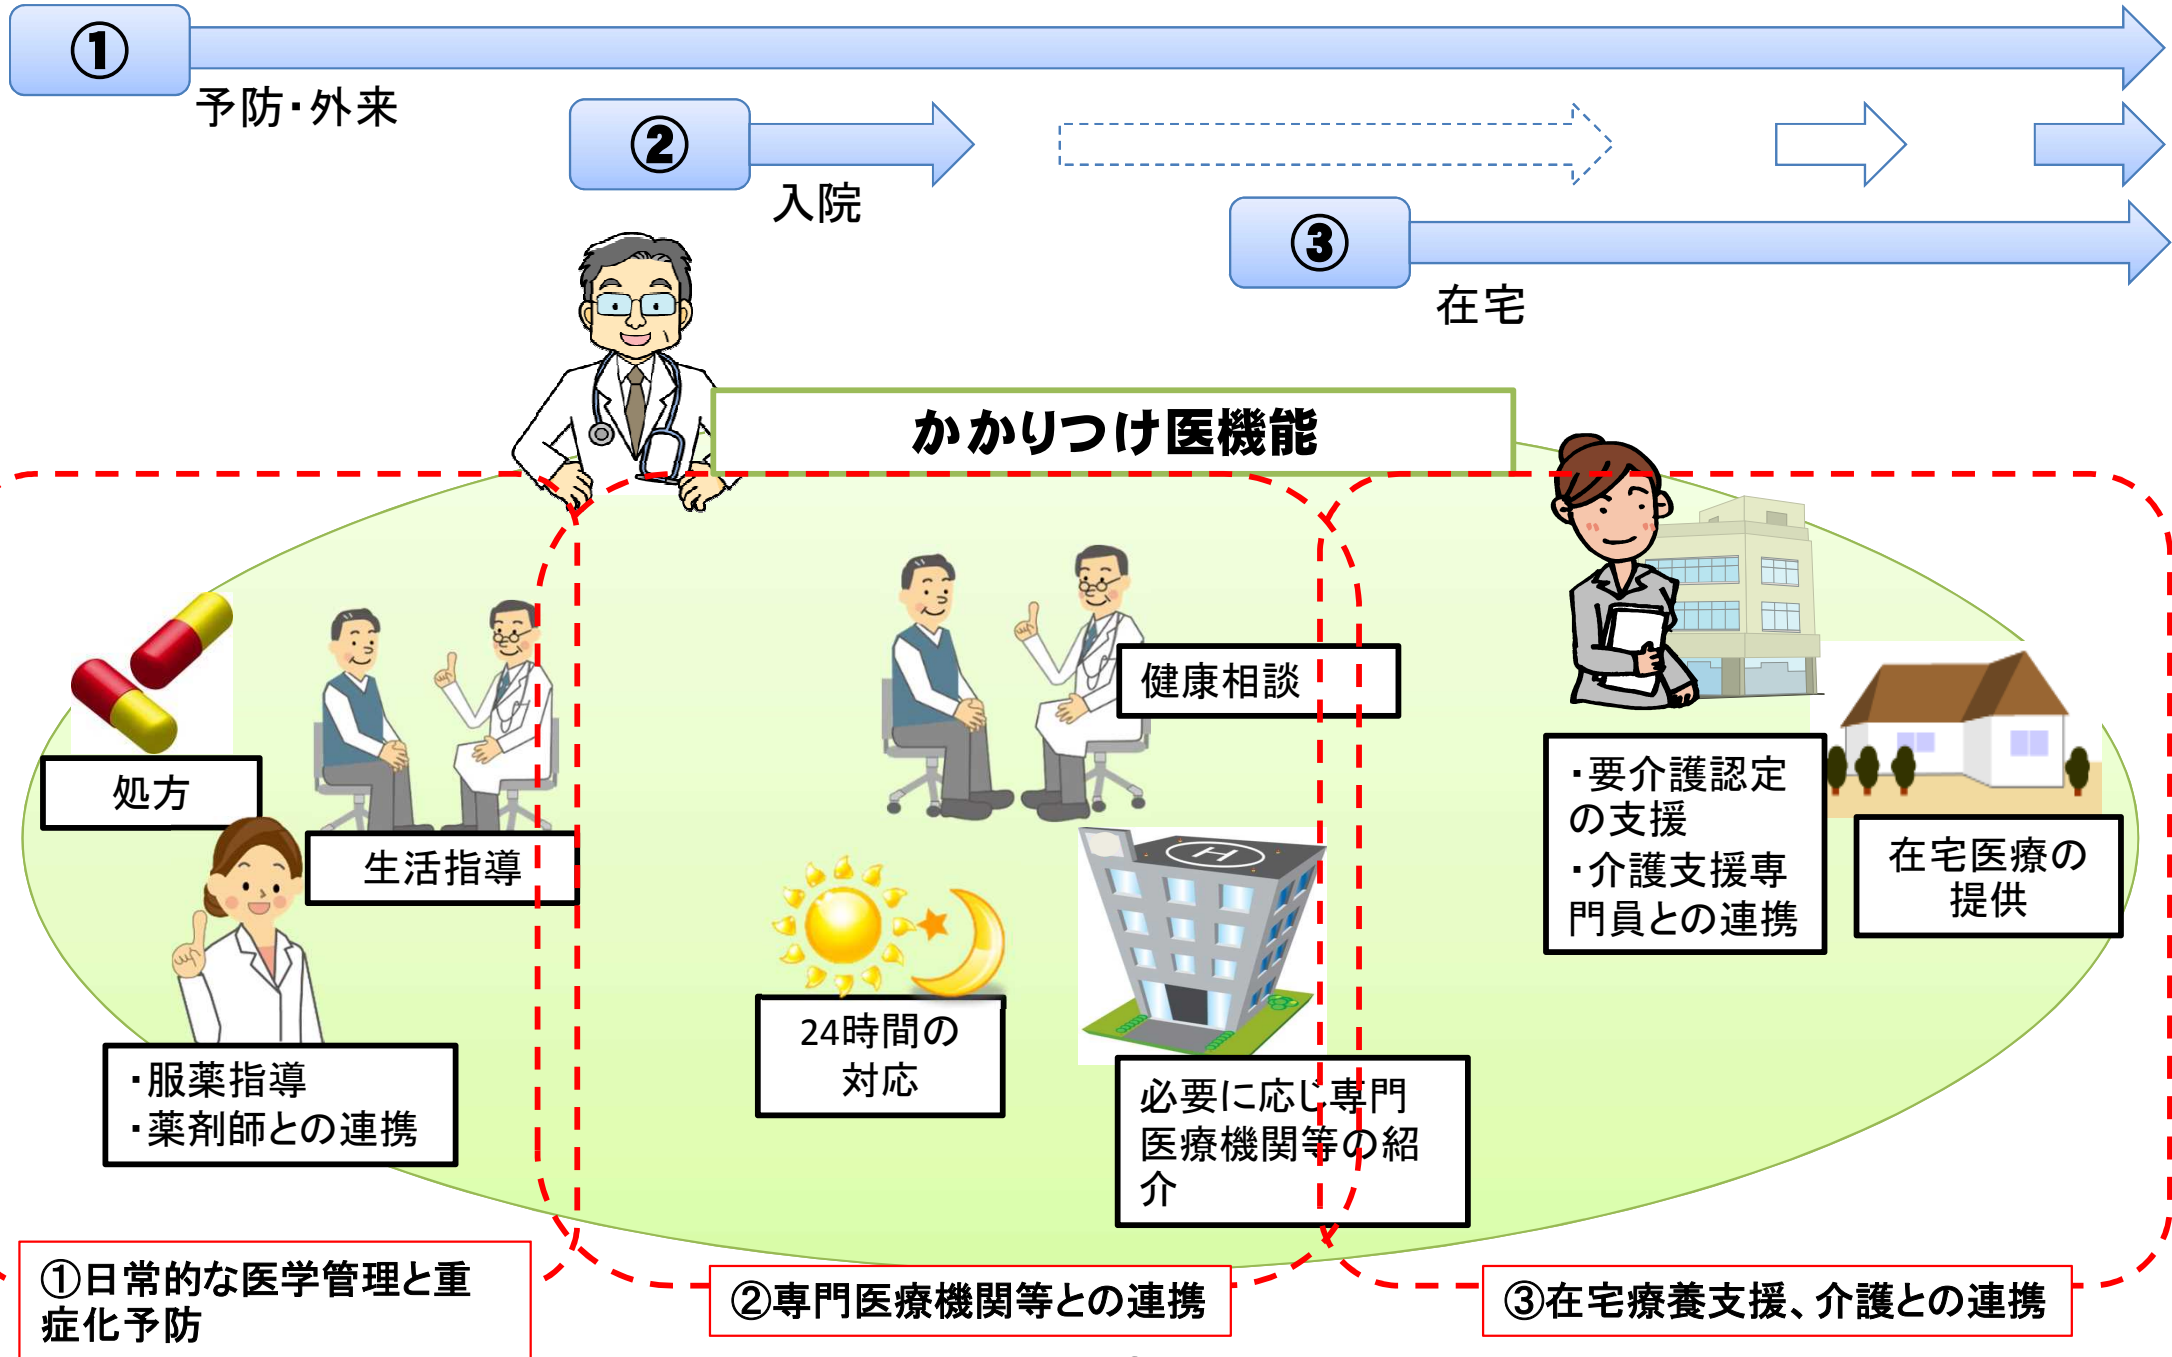 ①
予防・外来
②
入院
③
在宅
かかりつけ医機能
処方
生活指導
・服薬指導
・薬剤師との連携
健康相談
24時間の
対応
H
必要に応じ専門
医療機関等の紹
介
・要介護認定
の支援
・介護支援専
門員との連携
在宅医療の
提供
①日常的な医学管理と重
症化予防
②専門医療機関等との連携
③在宅療養支援、介護との連携